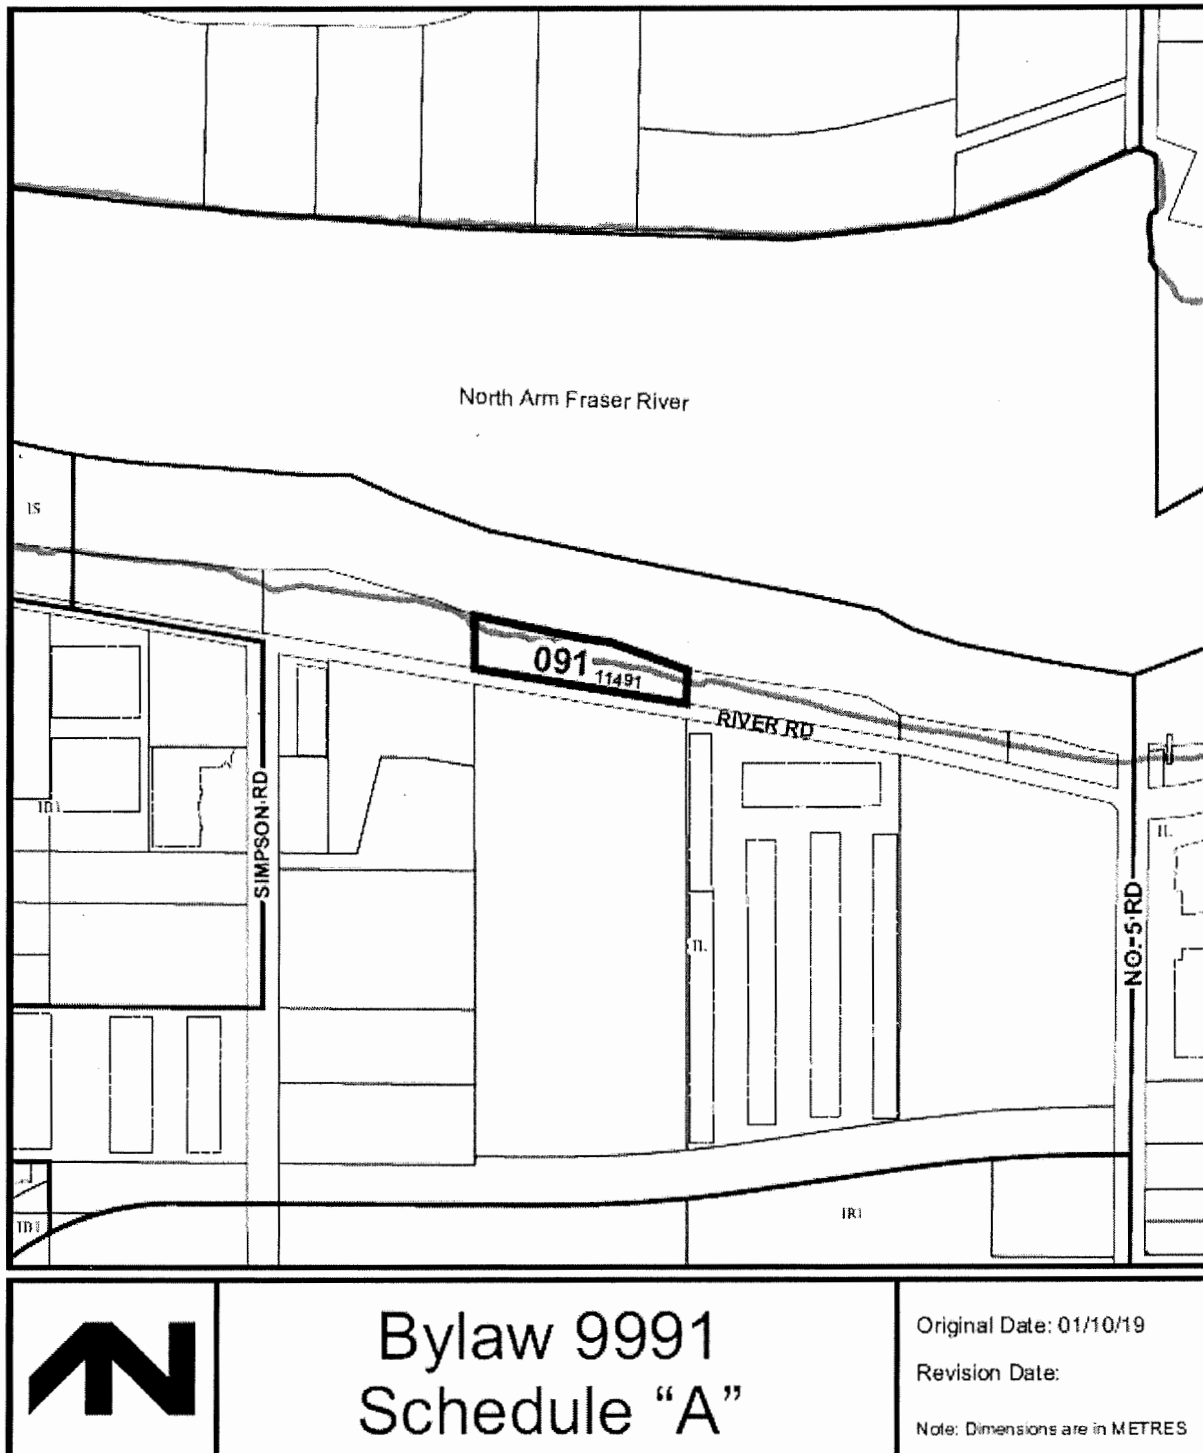 North Arm Fraser River
IS
091
11491
RIVER RD
IB1
SIMPSON RD
IL
IL
NO. 5 RD
IB1
IR1
Bylaw 9991
Schedule “A”
Original Date: 01/10/19
Revision Date:
Note: Dimensions are in METRES